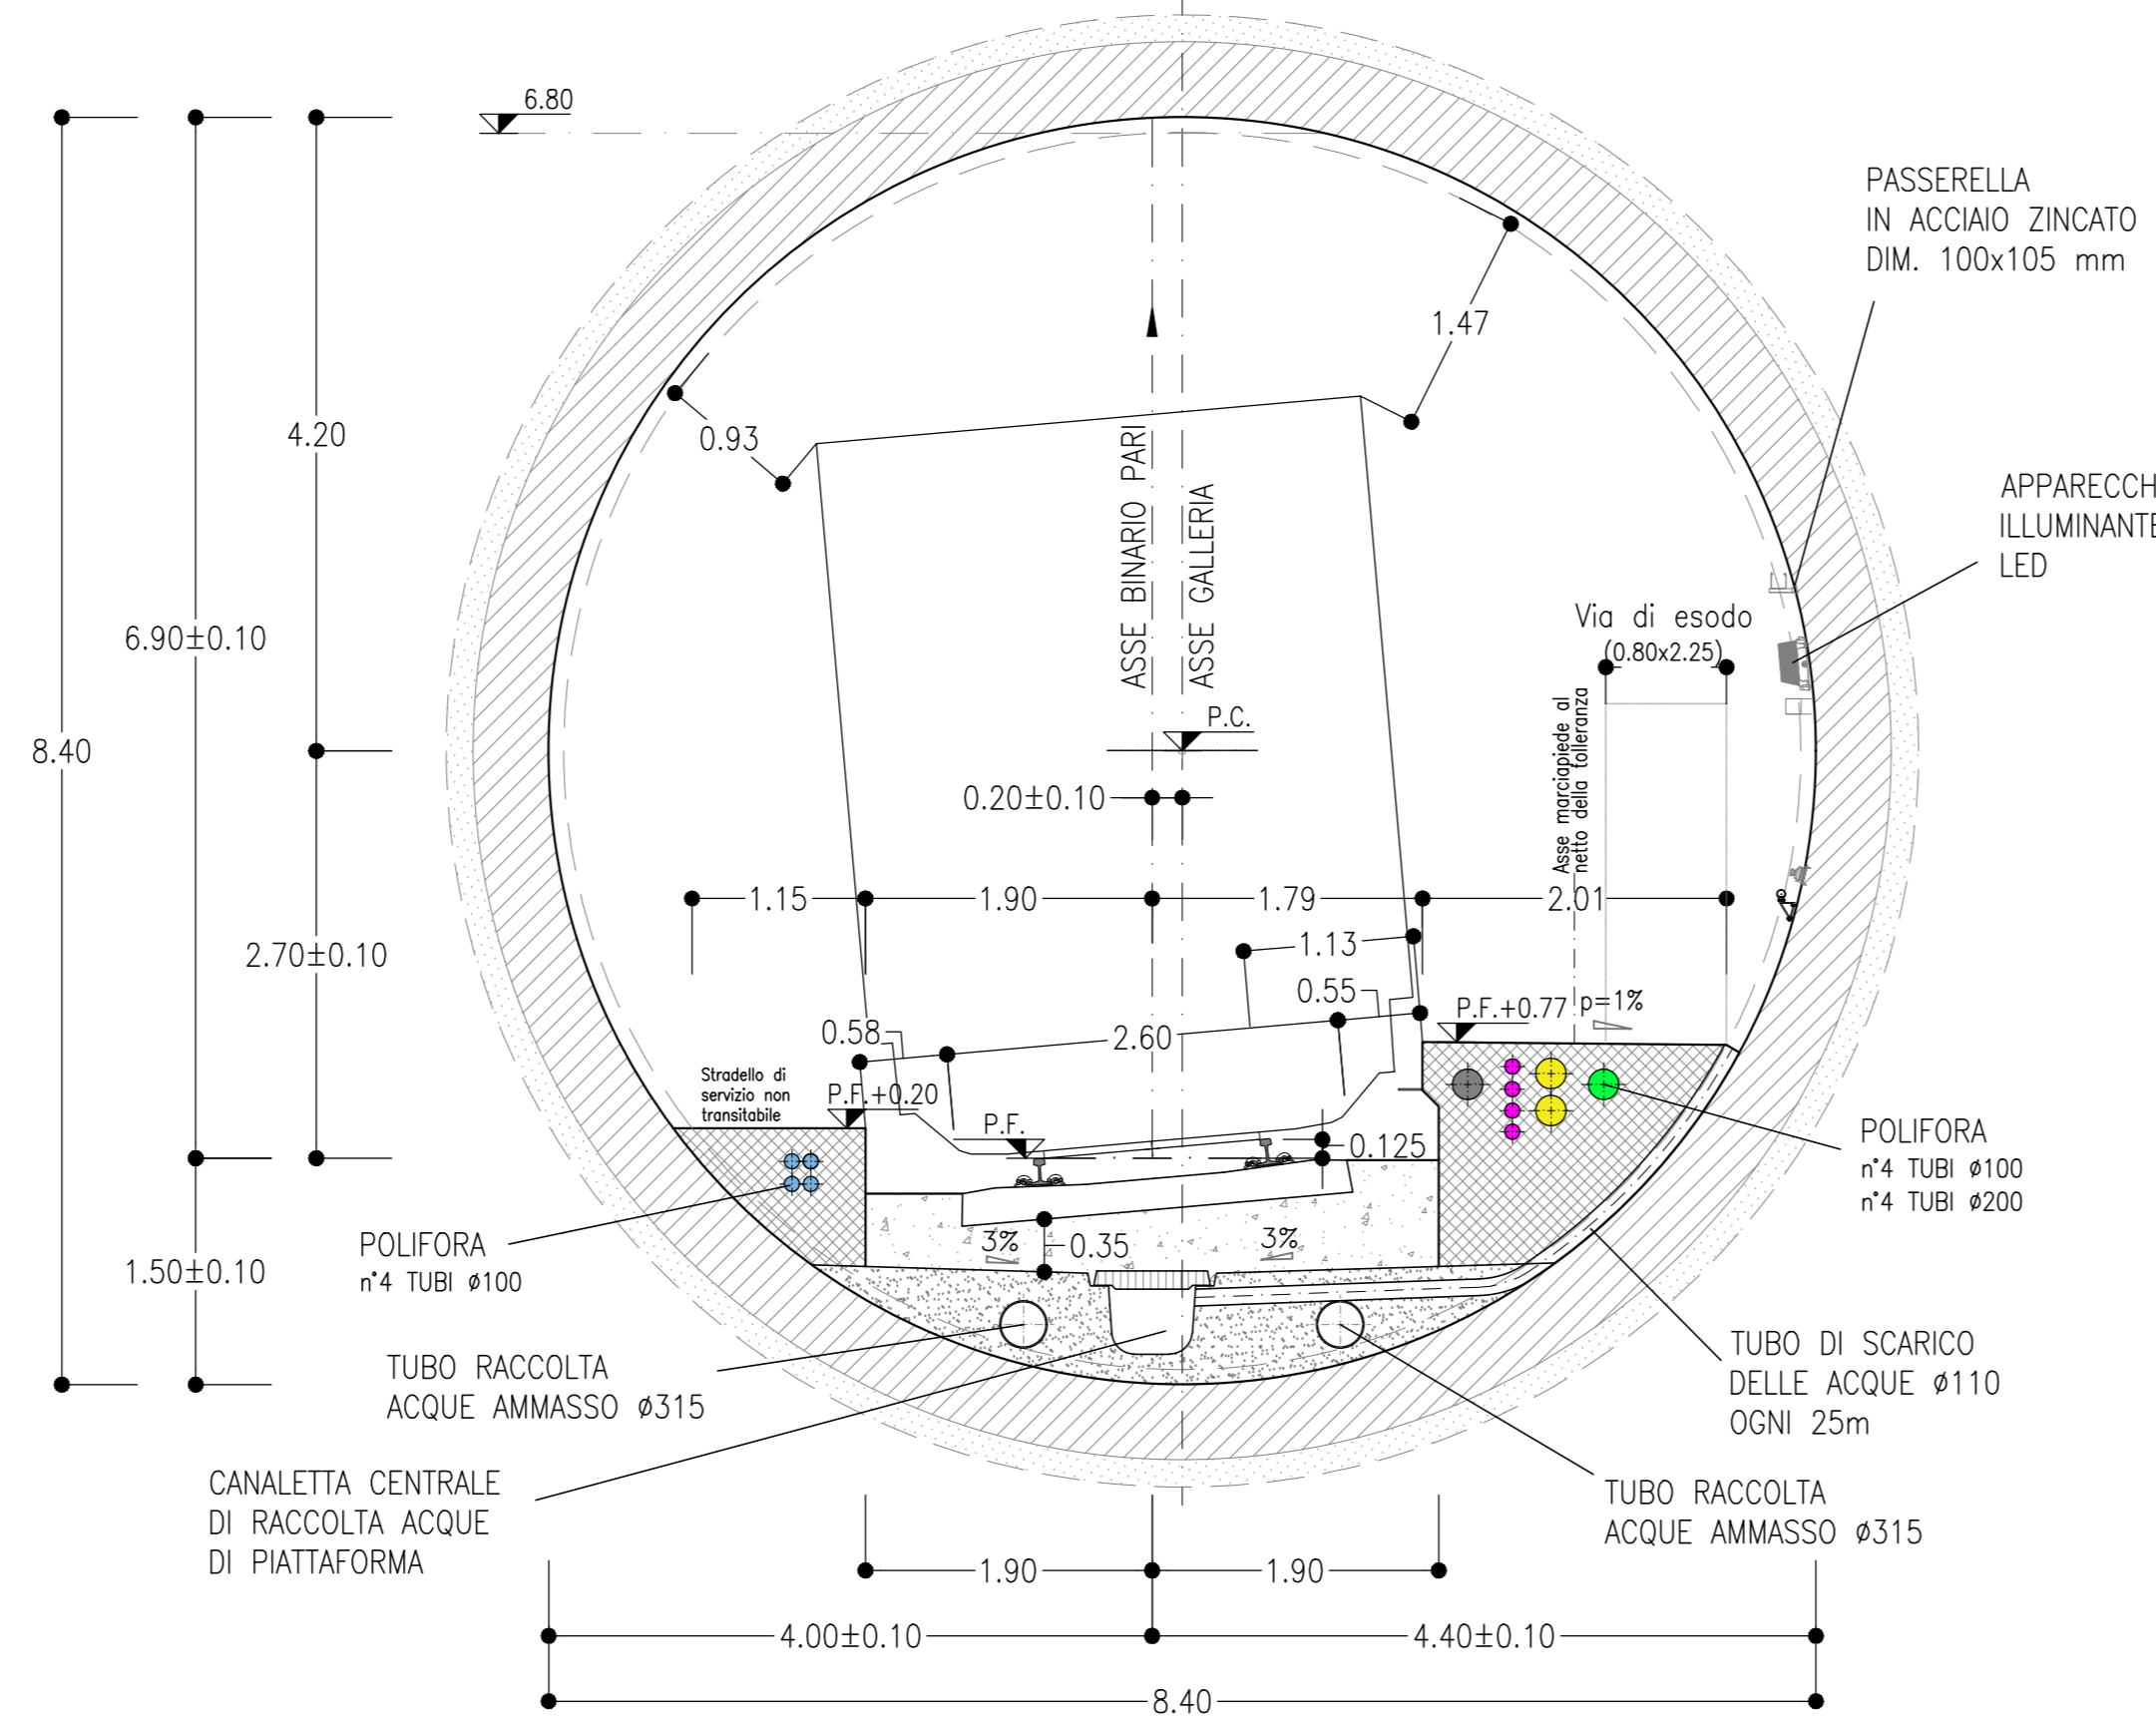 6.80
PASSERELLA
IN ACCIAIO ZINCATO
DIM. 100x105 mm
1.47
4.20
0.93
ASSE BINARIO PARI
ASSE GALLERIA
APPARECCH
ILLUMINANTE
LED
6.90±0.10
Via di esodo
(0.80x2.25)
Asse marciapiede al
netto della tolleranza
P.C.
8.40
0.20±0.10
1.15
1.90
1.79
2.01
2.70±0.10
1.13
0.55
P.F.+0.77
p=1%
0.58
2.60
Stradello di
servizio non
transitabile
P.F.+0.20
P.F.
0.125
POLIFORA
n°4 TUBI ø100
n°4 TUBI ø200
POLIFORA
n°4 TUBI ø100
3%
0.35
3%
1.50±0.10
TUBO RACCOLTA
ACQUE AMMASSO ø315
TUBO DI SCARICO
DELLE ACQUE ø110
OGNI 25m
CANALETTA CENTRALE
DI RACCOLTA ACQUE
DI PIATTAFORMA
TUBO RACCOLTA
ACQUE AMMASSO ø315
1.90
1.90
4.00±0.10
4.40±0.10
8.40